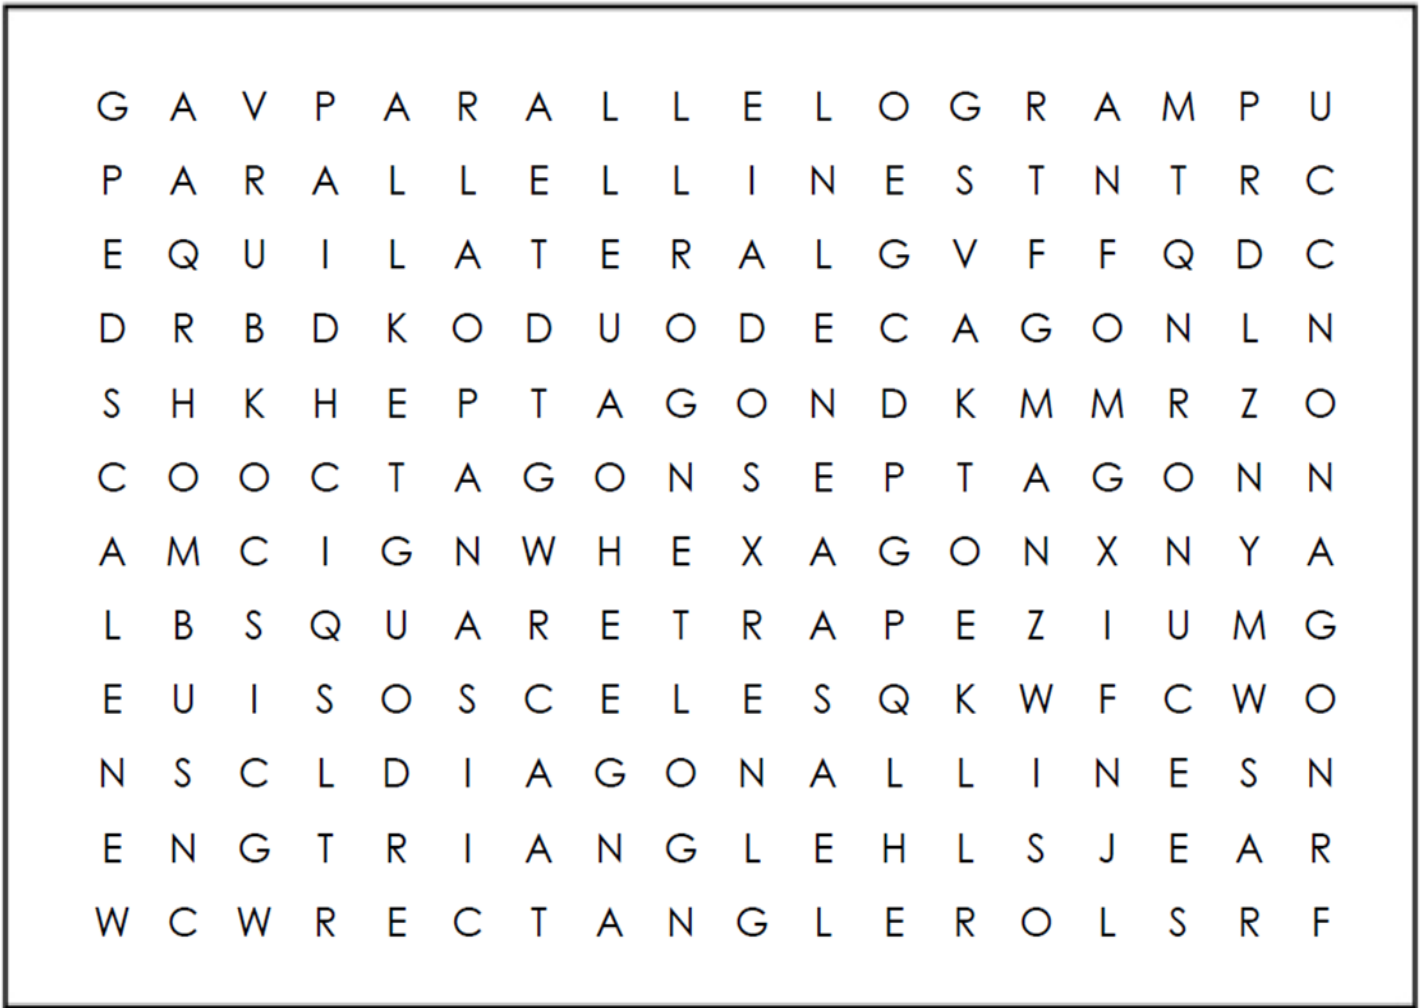 G A V P A R A L L E L O G R A M P U
P A R A L L E L L I N E S T N T R C
E Q U I L A T E R A L G V F F Q D C
D R B D K O D U O D E C A G O N L N
S H K H E P T A G O N D K M M R Z O
C O O C T A G O N S E P T A G O N N
A M C I G N W H E X A G O N X N Y A
L B S Q U A R E T R A P E Z I U M G
E U I S O S C E L E S Q K W F C W O
N S C L D I A G O N A L L I N E S N
E N G T R I A N G L E H L S J E A R
W C W R E C T A N G L E R O L S R F